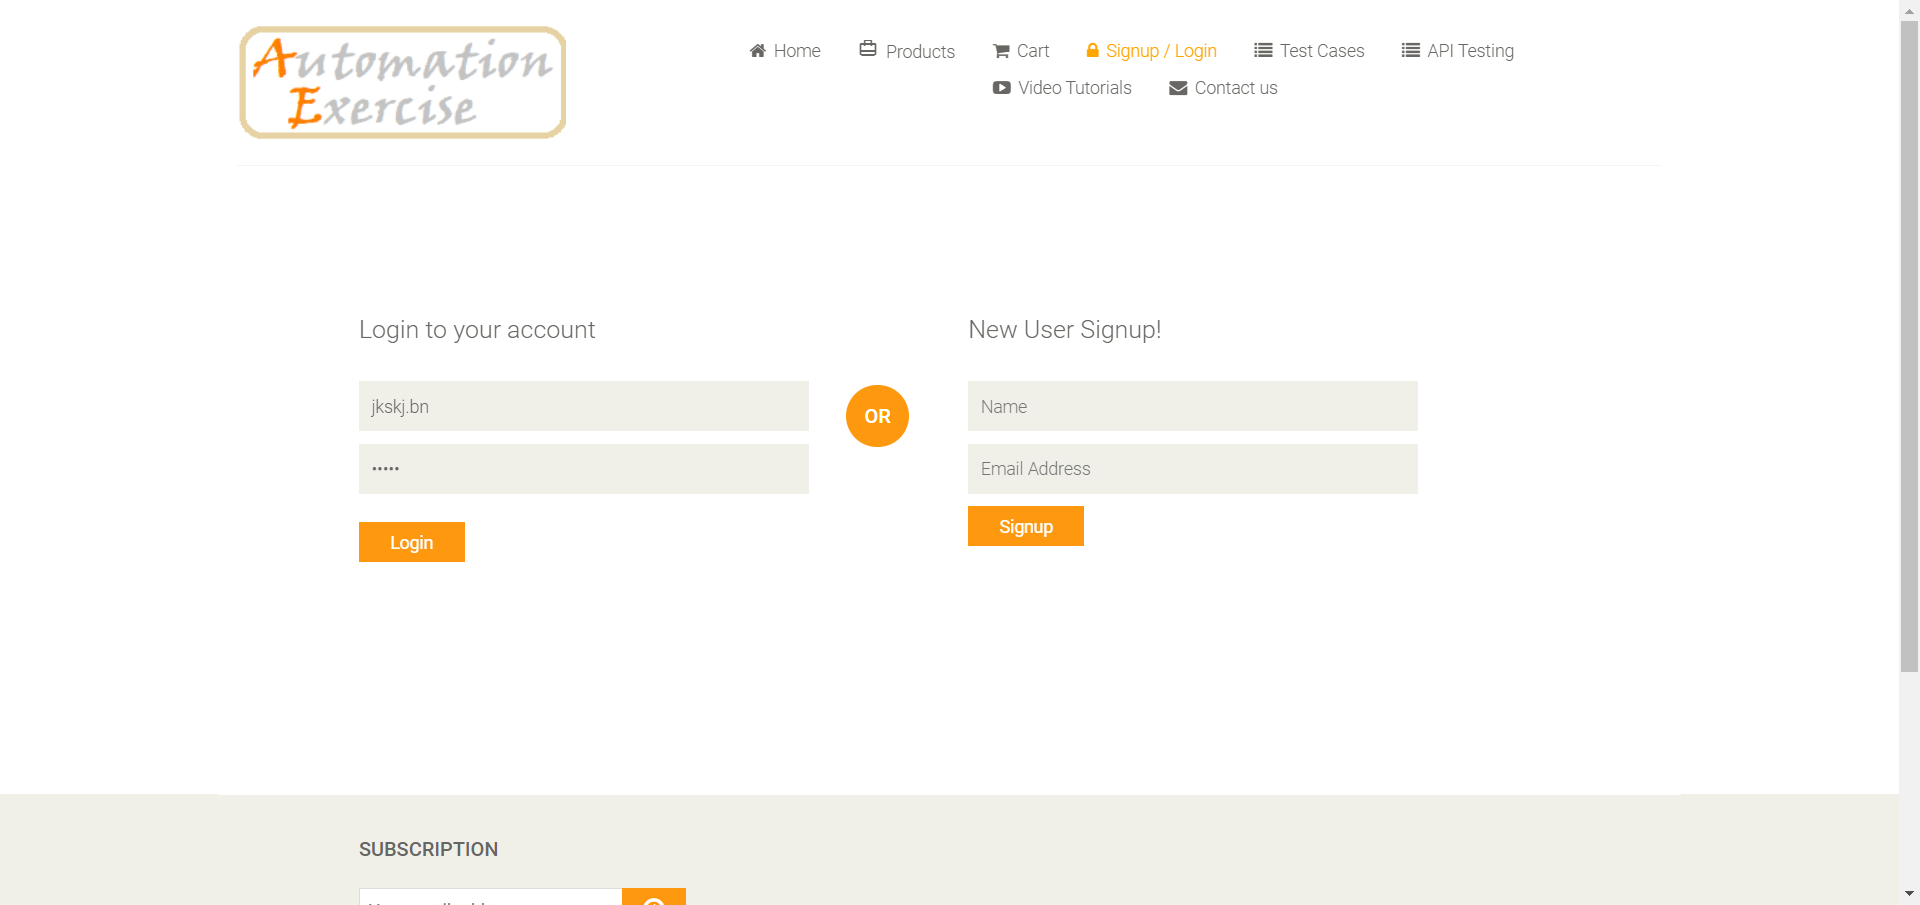 Automation
Exercise
Home
Products
Cart
Signup / Login
Test Cases
API Testing
Video Tutorials
Contact us
Login to your account
New User Signup!
jkskj.bn
•••••
Login
OR
Name
Email Address
Signup
SUBSCRIPTION